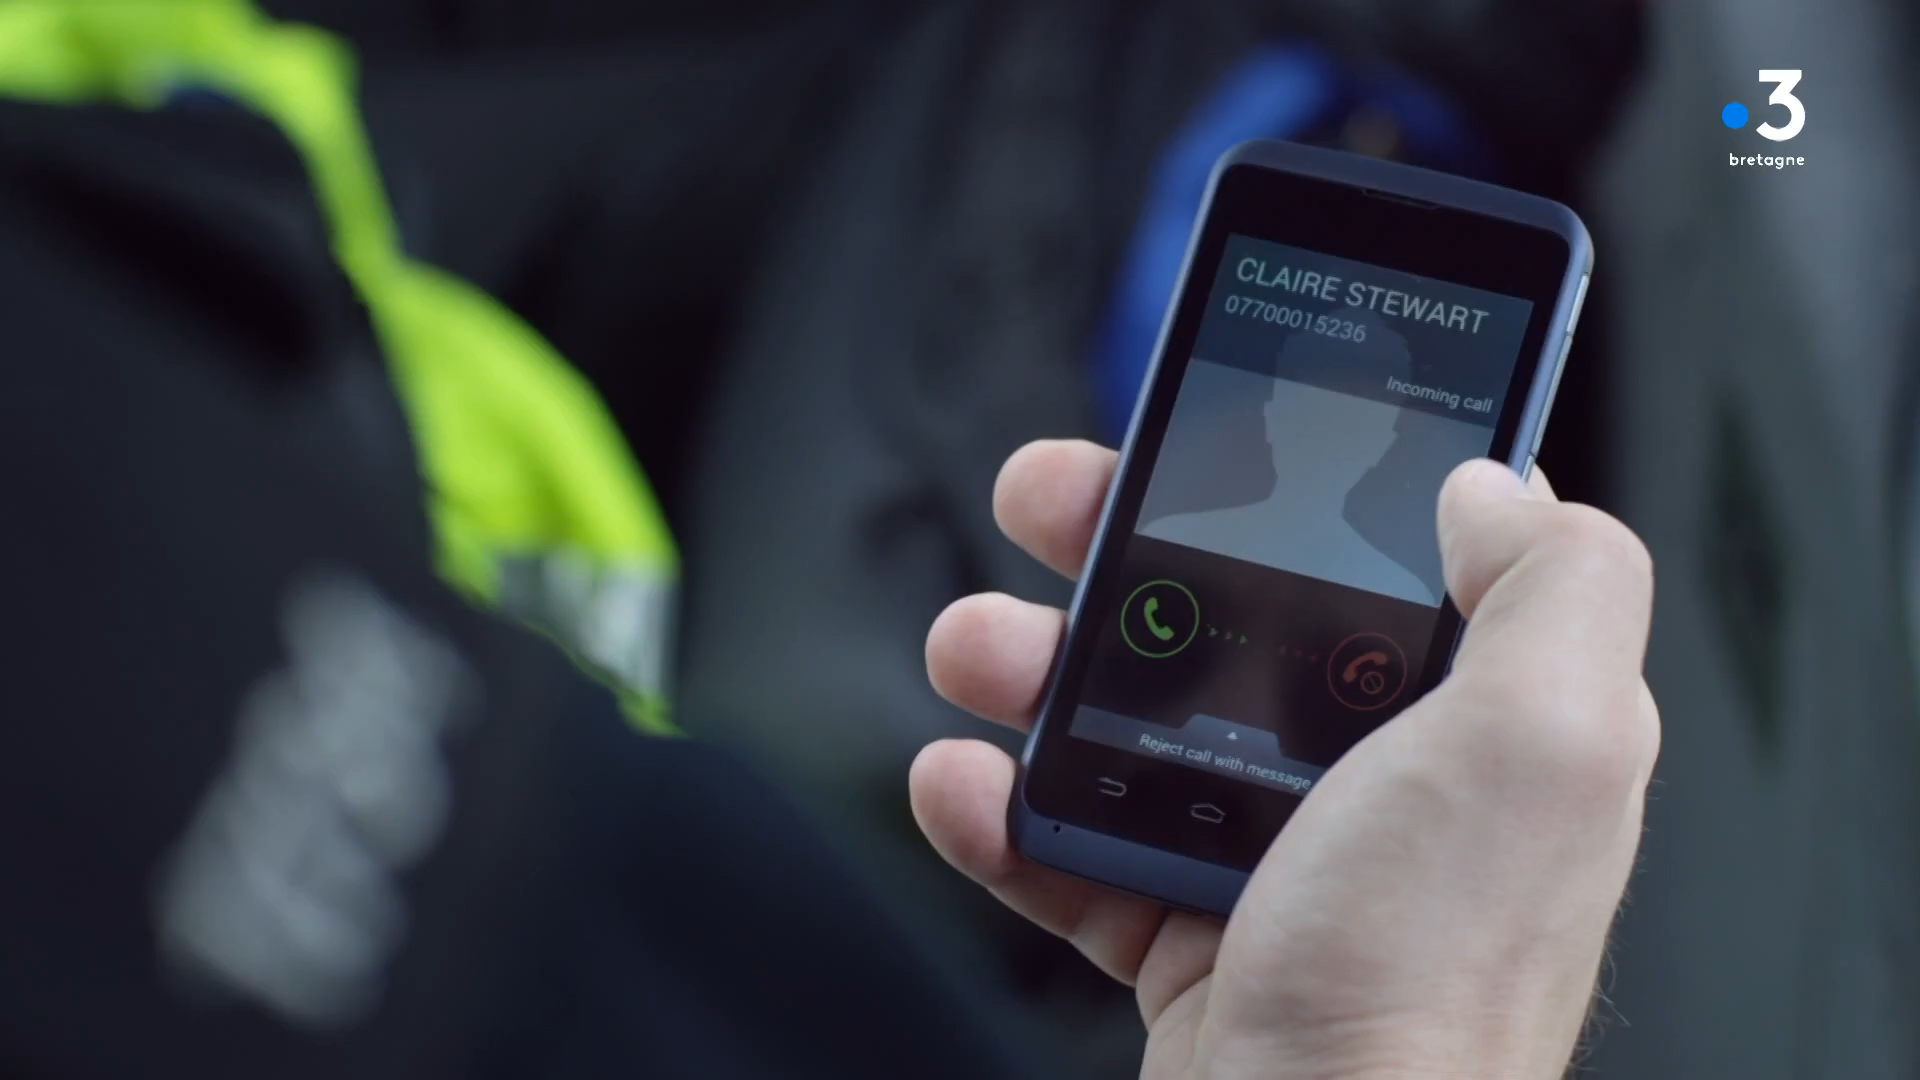 3
bretagne
CLAIRE STEWART
07700015236
Incoming call
Reject call with message